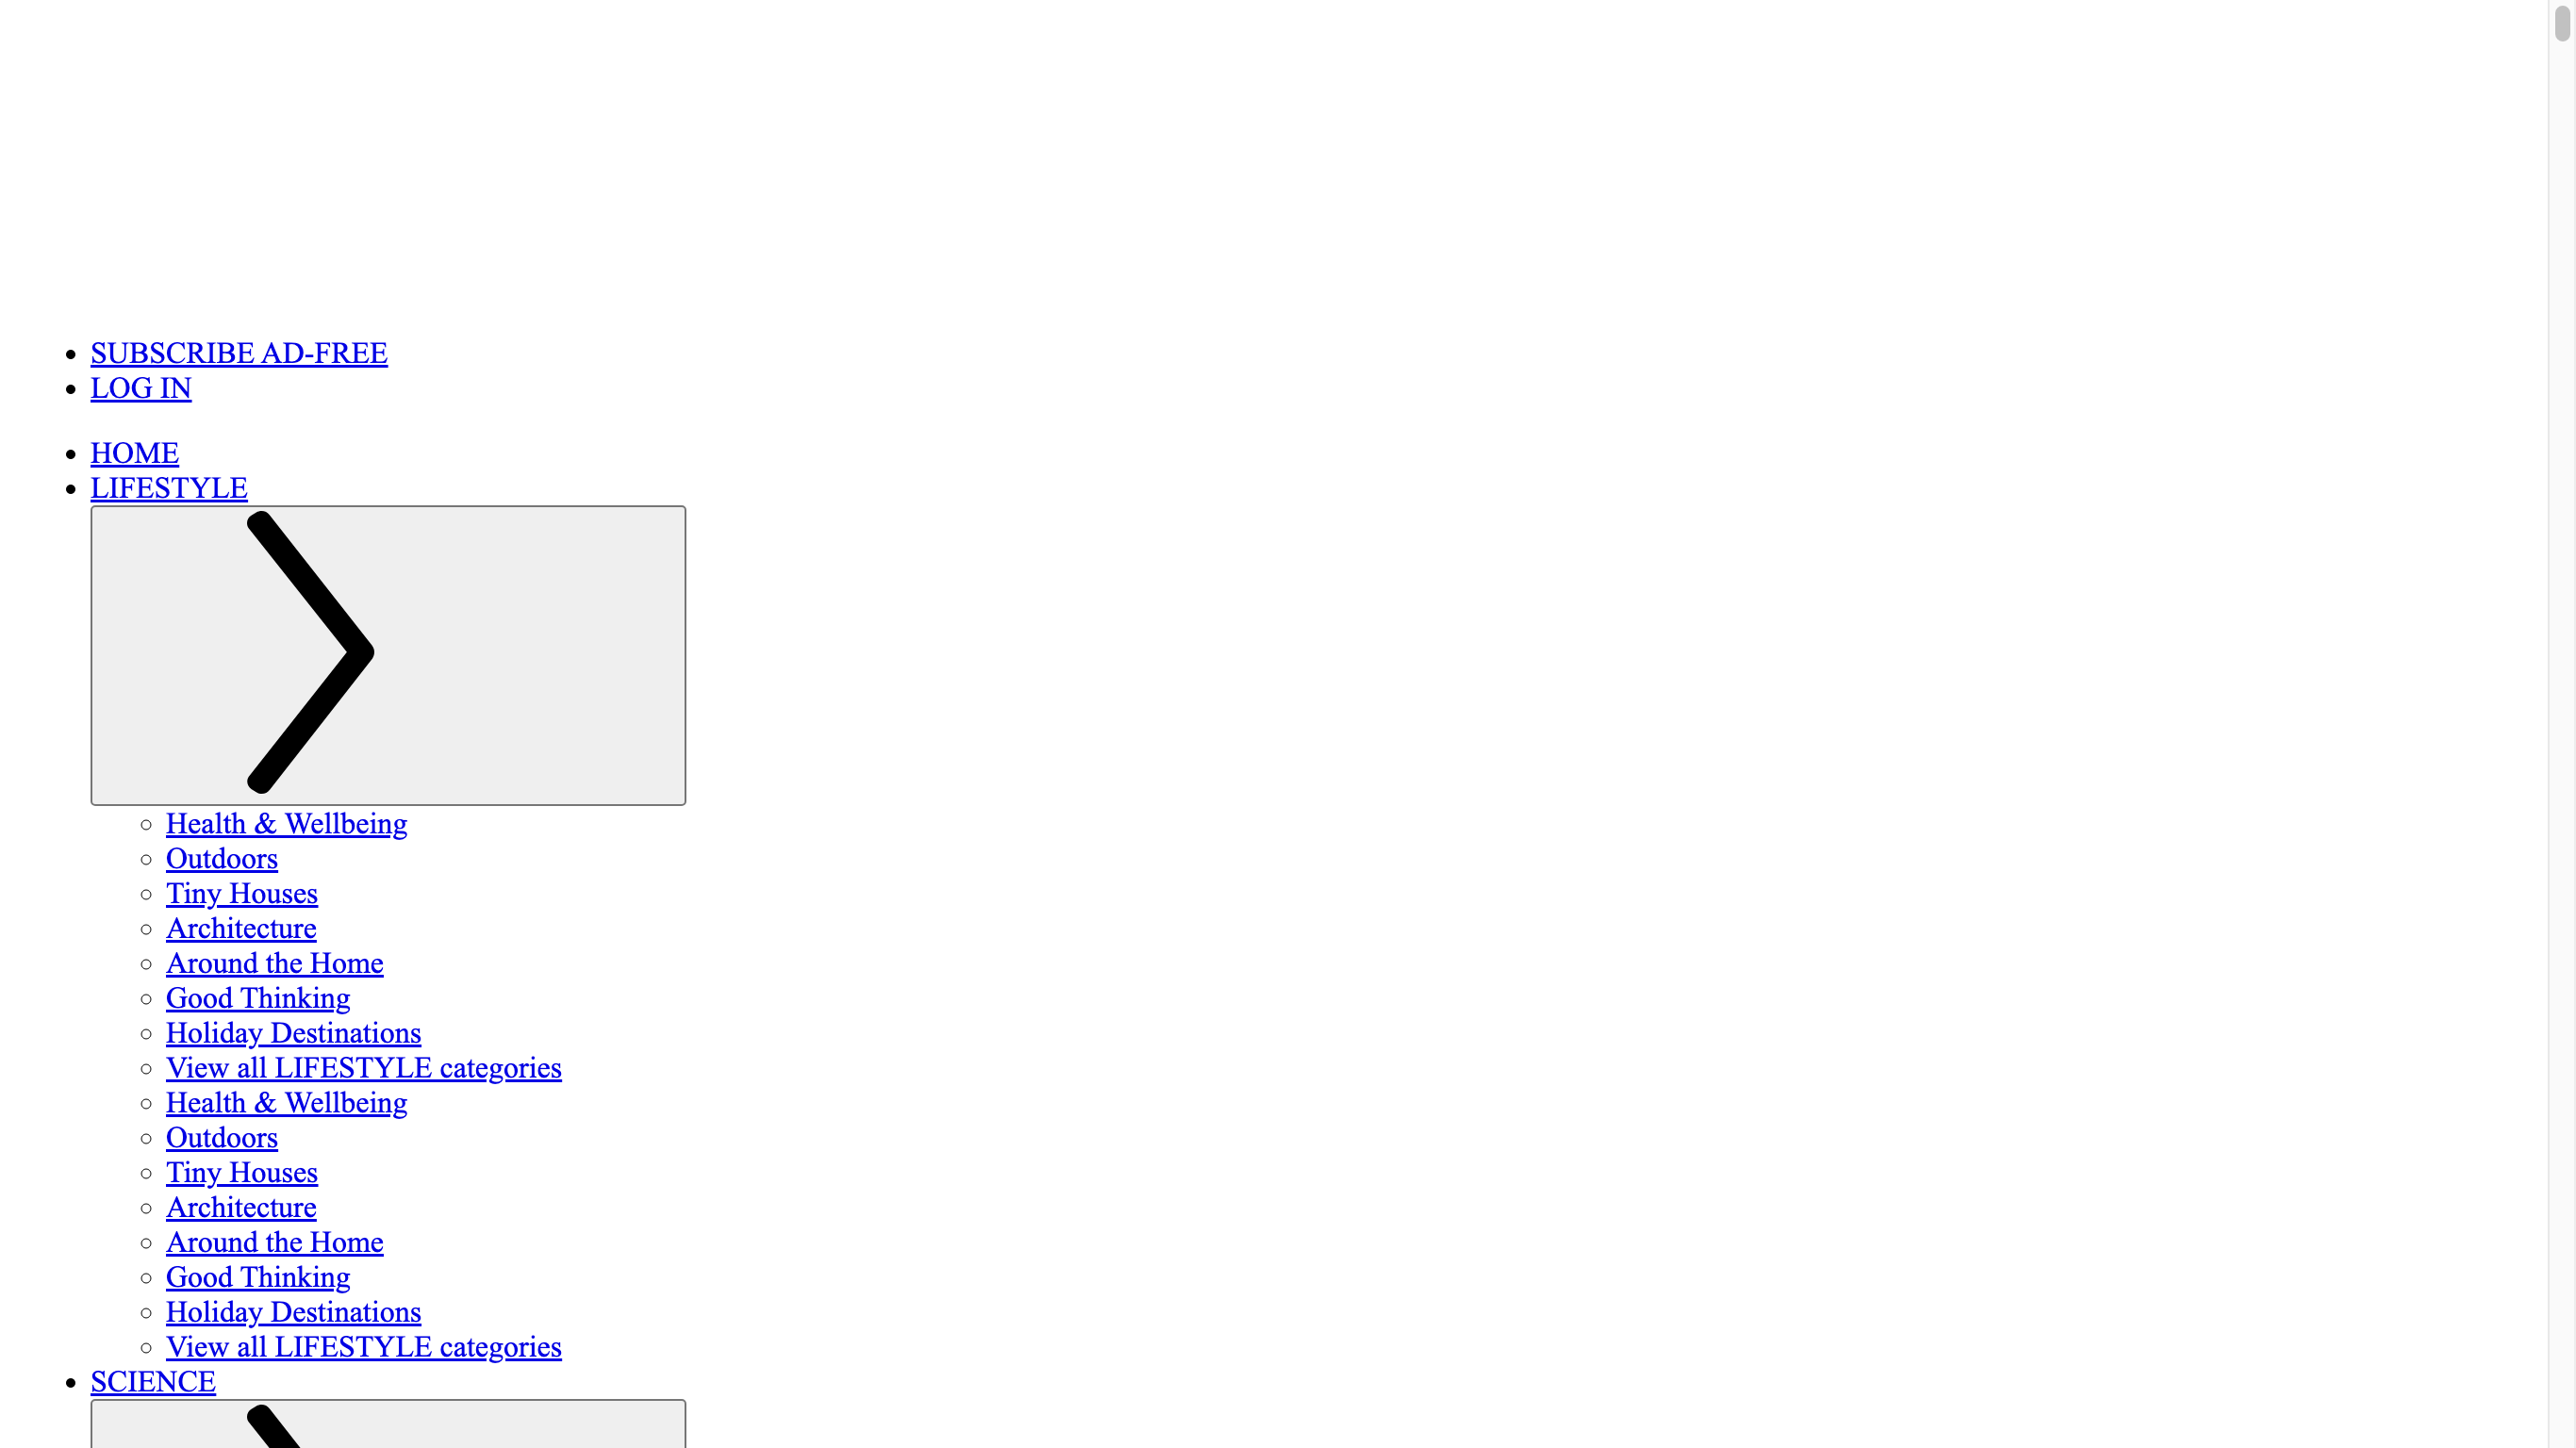 SUBSCRIBE AD-FREE
LOG IN
HOME
LIFESTYLE
Health & Wellbeing
Outdoors
Tiny Houses
Architecture
Around the Home
Good Thinking
Holiday Destinations
View all LIFESTYLE categories
Health & Wellbeing
Outdoors
Tiny Houses
Architecture
Around the Home
Good Thinking
Holiday Destinations
View all LIFESTYLE categories
SCIENCE